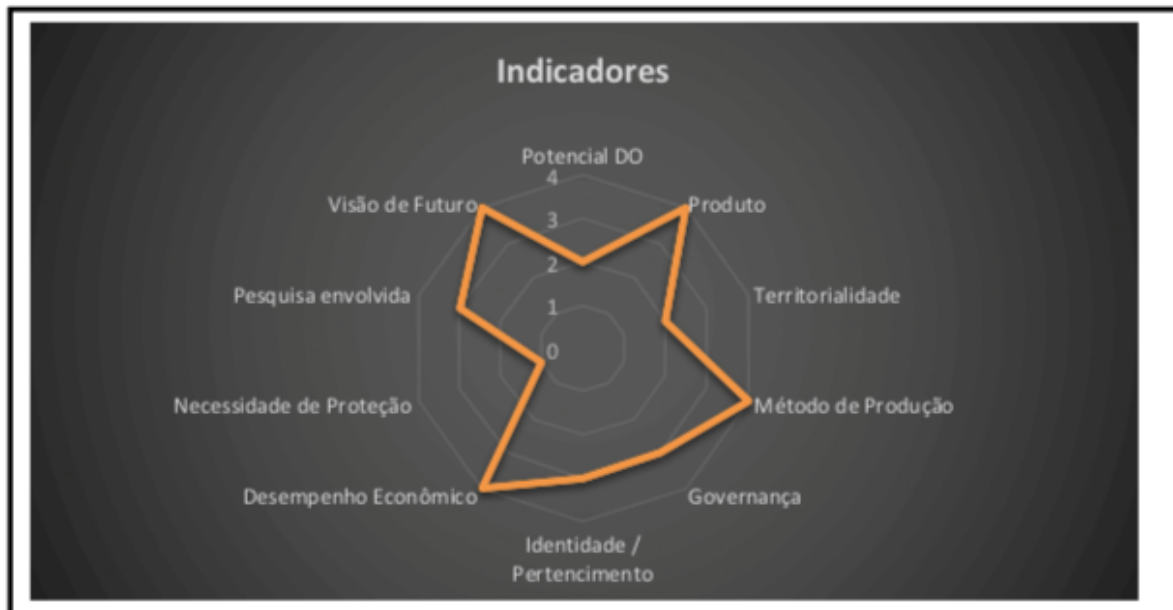 Indicadores
Potencial DO
4
Visão de Futuro
Produto
3
2
Pesquisa envolvida
Territorialidade
1
0
Necessidade de Proteção
Método de Produção
Desempenho Econômico
Governança
Identidade /
Pertencimento